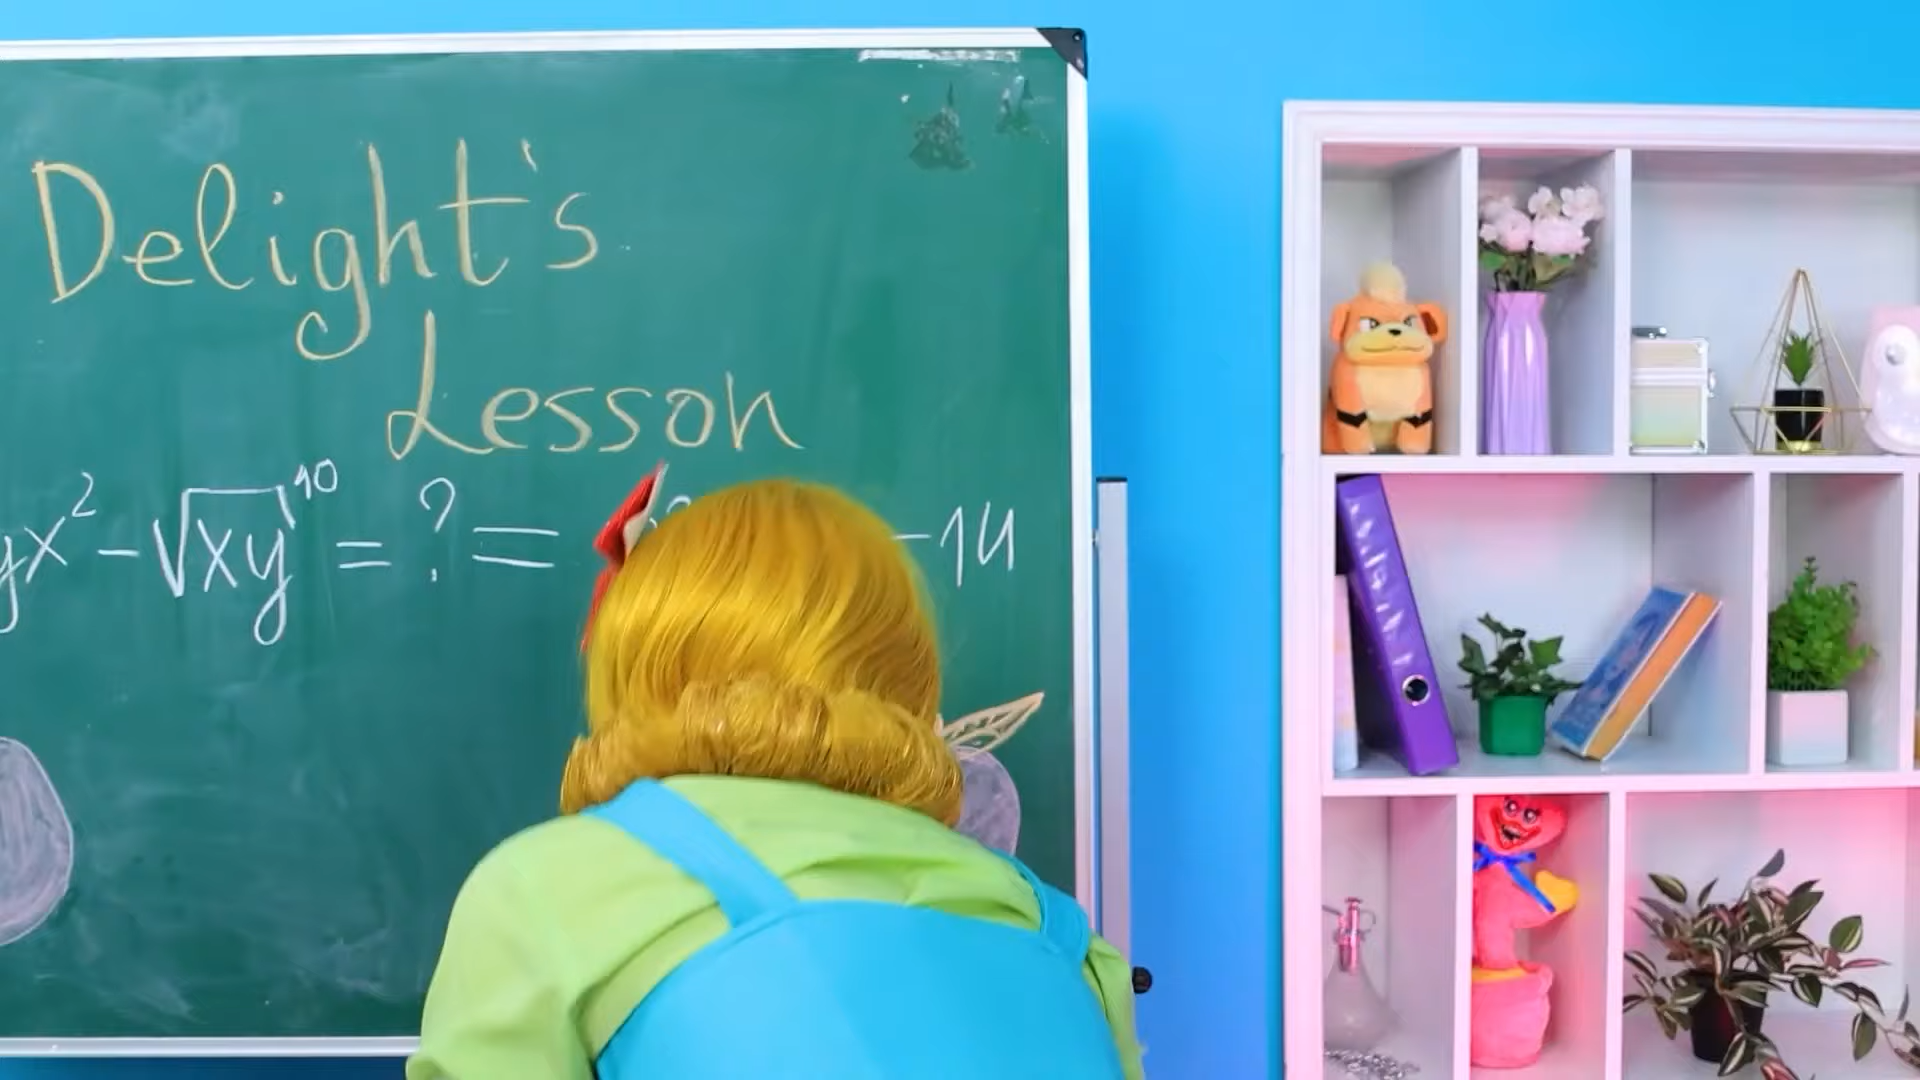 Delight's
Lesson
yx² - √xy¹⁰ = ? = -14